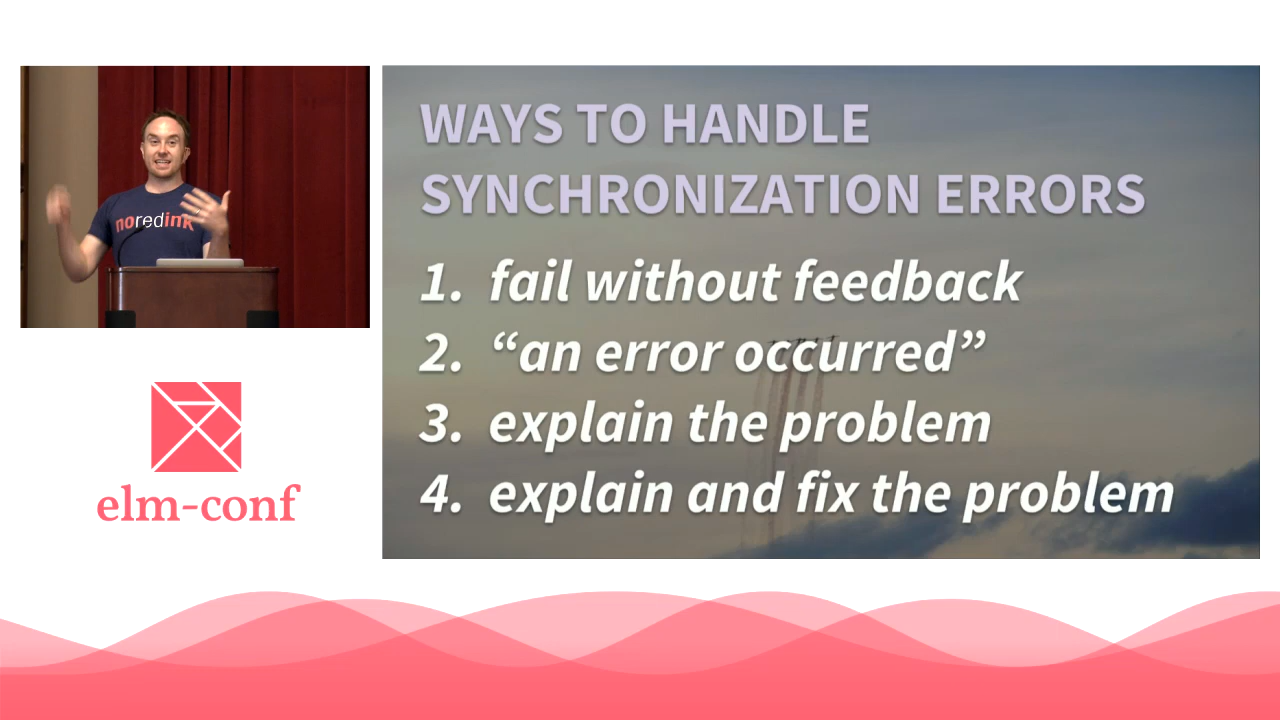 noredink
elm-conf
WAYS TO HANDLE
SYNCHRONIZATION ERRORS
1. fail without feedback
2. “an error occurred”
3. explain the problem
4. explain and fix the problem